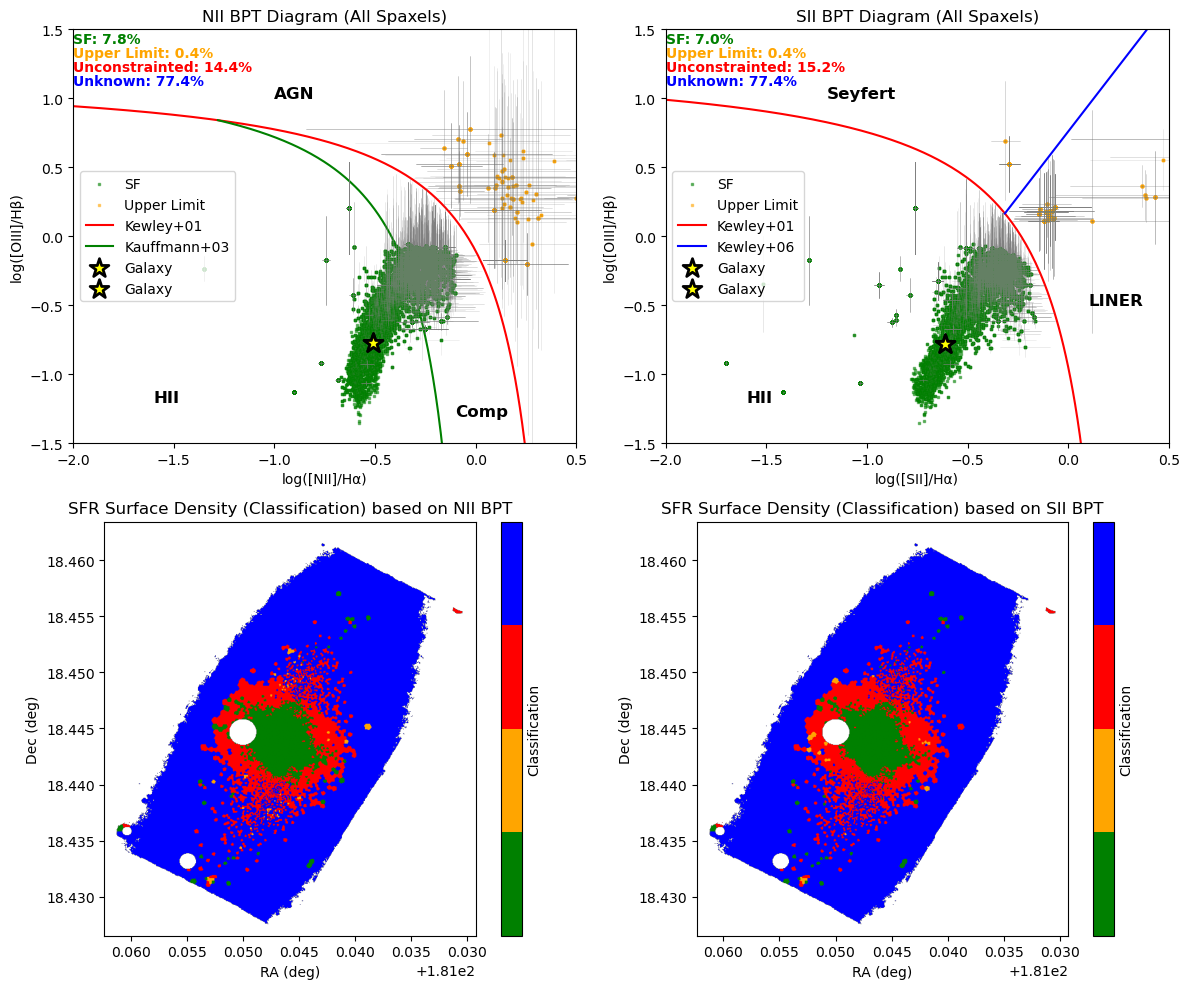 NII BPT Diagram (All Spaxels)
SF: 7.8%
Upper Limit: 0.4%
Unconstrainted: 14.4%
Unknown: 77.4%
AGN
SF
Upper Limit
Kewley+01
Kauffmann+03
Galaxy
Galaxy
HII
Comp
1.5
1.0
0.5
0.0
−0.5
−1.0
−1.5
log([OIII]/Hβ)
−2.0 −1.5 −1.0 −0.5 0.0 0.5
log([NII]/Hα)
SII BPT Diagram (All Spaxels)
SF: 7.0%
Upper Limit: 0.4%
Unconstrainted: 15.2%
Unknown: 77.4%
Seyfert
SF
Upper Limit
Kewley+01
Kewley+06
Galaxy
Galaxy
LINER
HII
1.5
1.0
0.5
0.0
−0.5
−1.0
−1.5
log([OIII]/Hβ)
−2.0 −1.5 −1.0 −0.5 0.0 0.5
log([SII]/Hα)
SFR Surface Density (Classification) based on NII BPT
18.460
18.455
18.450
18.445
18.440
18.435
18.430
Dec (deg)
0.060 0.055 0.050 0.045 0.040 0.035 0.030
RA (deg)
+1.81e2
Classification
SFR Surface Density (Classification) based on SII BPT
18.460
18.455
18.450
18.445
18.440
18.435
18.430
Dec (deg)
0.060 0.055 0.050 0.045 0.040 0.035 0.030
RA (deg)
+1.81e2
Classification